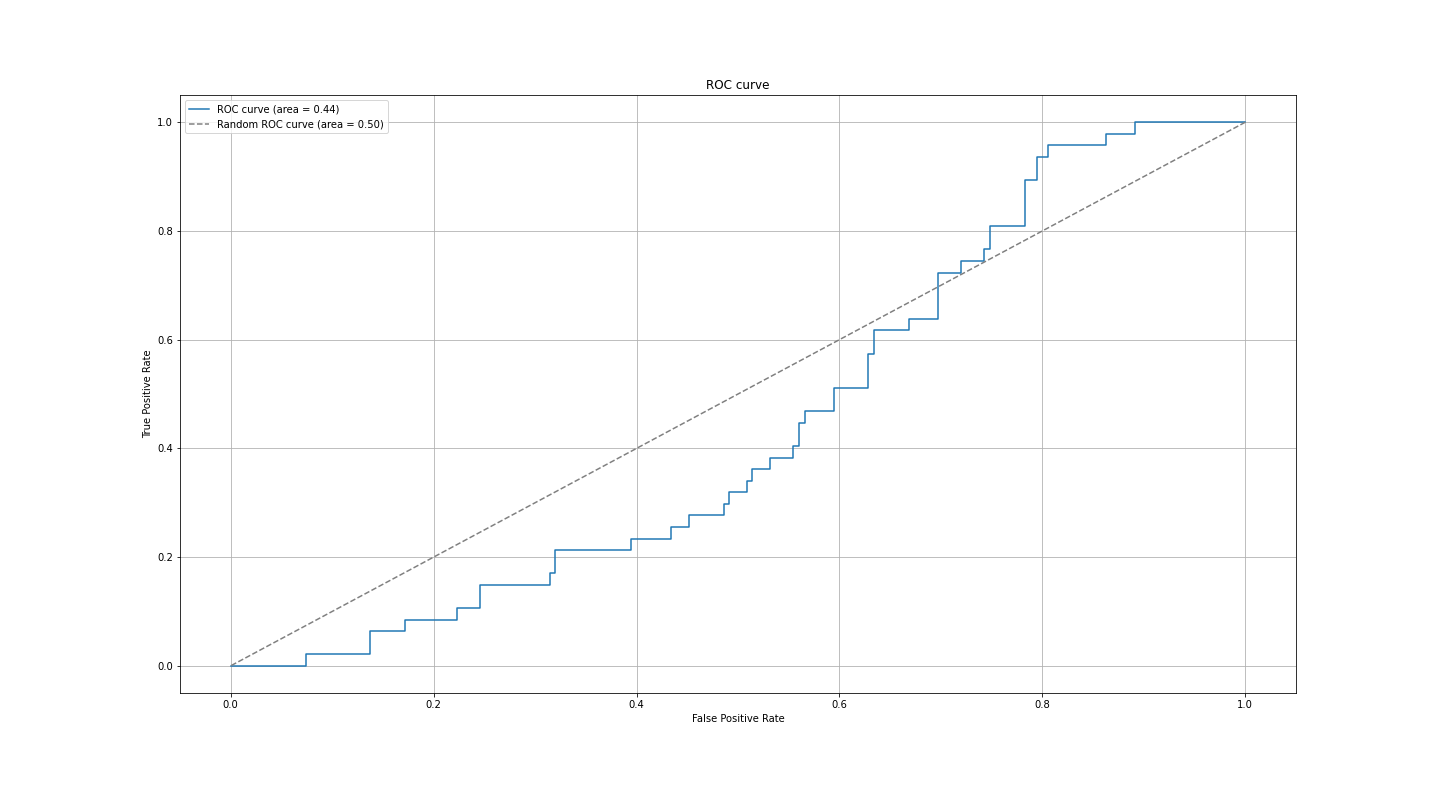 ROC curve
ROC curve (area = 0.44)
Random ROC curve (area = 0.50)
1.0
0.8
0.6
0.4
0.2
0.0
True Positive Rate
0.0 0.2 0.4 0.6 0.8 1.0
False Positive Rate